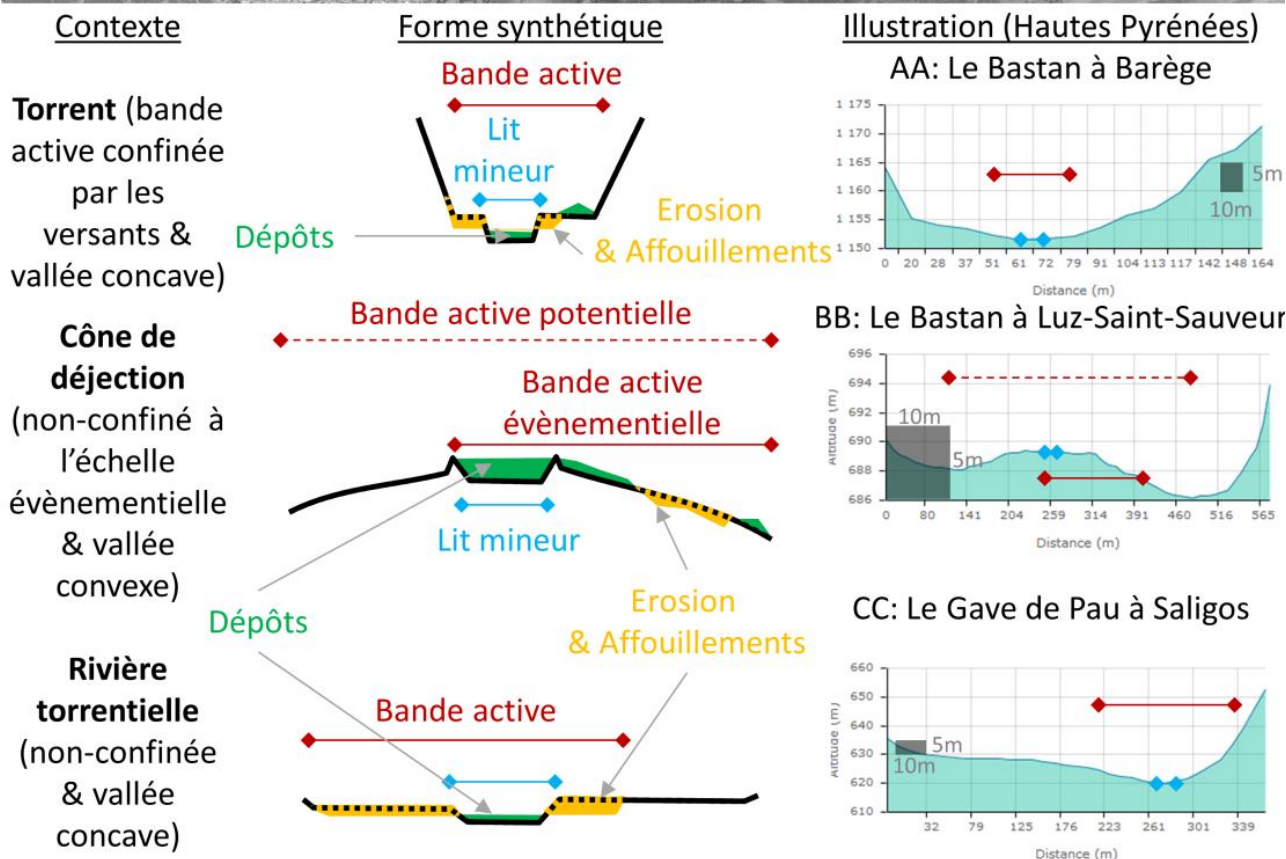 Contexte
Forme synthétique
Illustration (Hautes Pyrénées)
Torrent (bande
active confinée
par les
versants &
vallée concave)
Bande active
Lit
mineur
Dépôts
Erosion
& Affouillements
AA: Le Bastan à Barège
1 175
1 170
1 165
1 160
1 155
1 150
5m
10m
0 20 28 37 51 61 72 79 91 104 113 117 142 148 164
Distance (m)
Cône de
déjection
(non-confiné à
l'échelle
évènementielle
& vallée
convexe)
Bande active potentielle
Bande active
évènementielle
Lit mineur
Dépôts
Erosion
& Affouillements
BB: Le Bastan à Luz-Saint-Sauveur
Altitude (m)
696
694
692
690
688
686
10m
5m
0 80 141 204 259 314 391 460 516 565
Distance (m)
Rivière
torrentielle
(non-confinée
& vallée
concave)
Bande active
CC: Le Gave de Pau à Saligos
Altitude (m)
660
650
640
630
620
610
5m
10m
32 79 125 176 223 261 301 339
Distance (m)